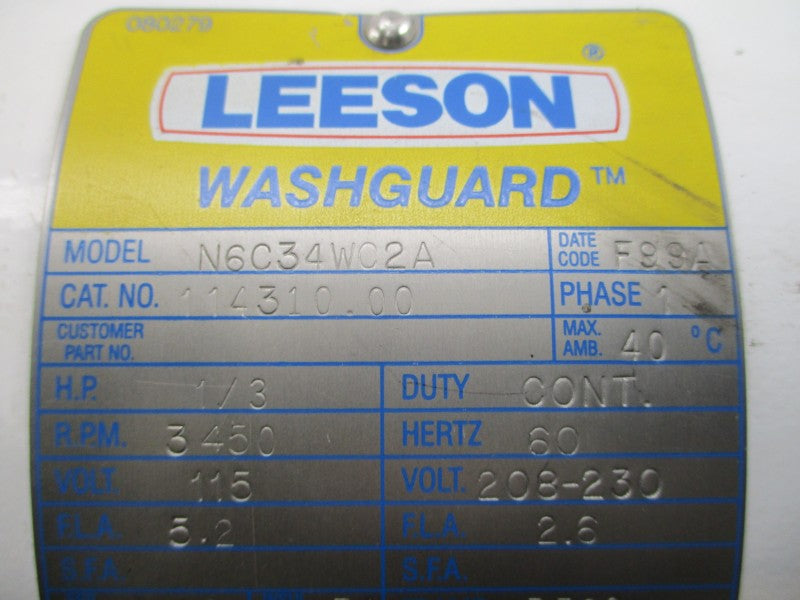 080279
LEESON ®
WASHGUARD™
MODEL N6C34WC2A DATE CODE F99A
CAT. NO. 114310.00 PHASE 1
CUSTOMER PART NO. MAX. AMB. 40 °C
H.P. 1/3 DUTY CONT.
R.P.M. 3450 HERTZ 60
VOLT. 115 VOLT. 208-230
F.L.A. 5.2 F.L.A. 2.6
S.F.A. S.F.A.